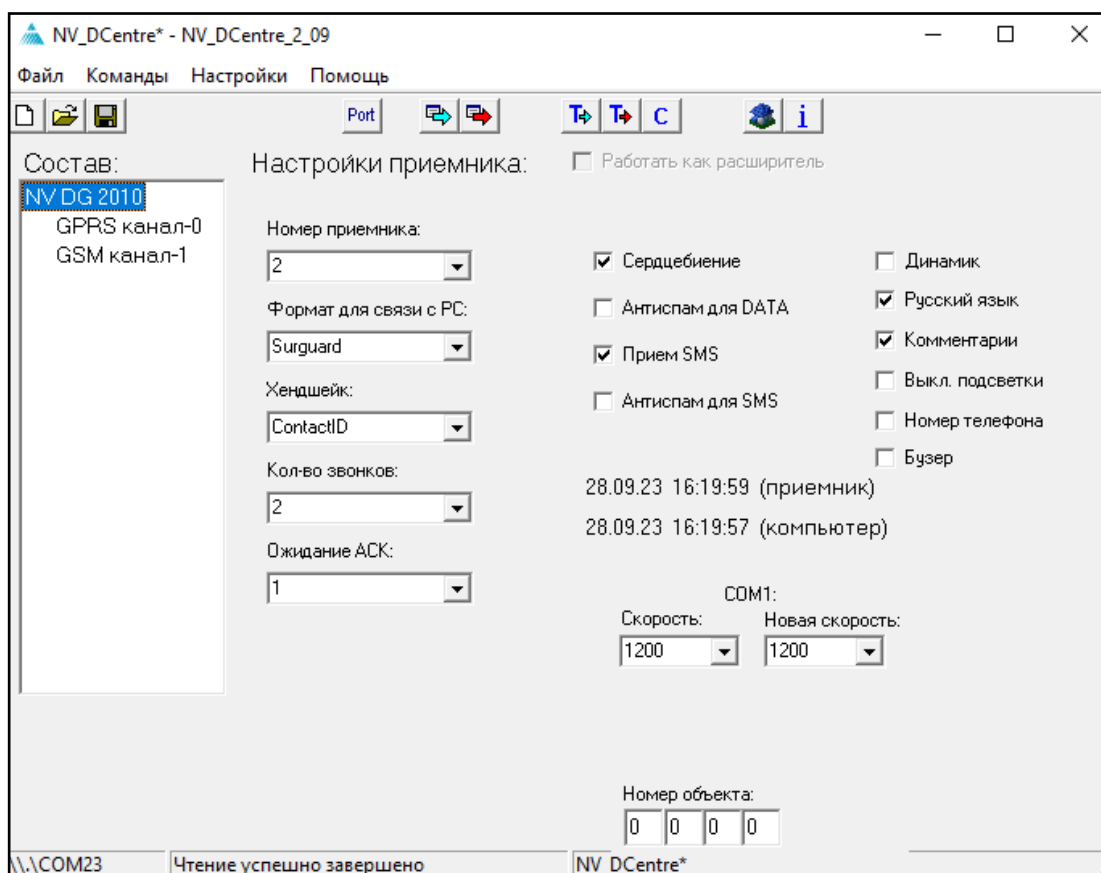 NV_DCentre* - NV_DCentre_2_09
Файл Команды Настройки Помощь
Port T T C i
Состав:
NV DG 2010
GPRS канал-0
GSM канал-1
Настройки приемника:
Работать как расширитель
Номер приемника:
2
Формат для связи с PC:
Surguard
Хендшейк:
ContactID
Кол-во звонков:
2
Ожидание ACK:
1
Сердцебиение
Антиспам для DATA
Прием SMS
Антиспам для SMS
Динамик
Русский язык
Комментарии
Выкл. подсветки
Номер телефона
Бузер
28.09.23 16:19:59 (приемник)
28.09.23 16:19:57 (компьютер)
COM1:
Скорость: Новая скорость:
1200 1200
Номер объекта:
0 0 0 0
\\.\COM23 Чтение успешно завершено NV_DCentre*